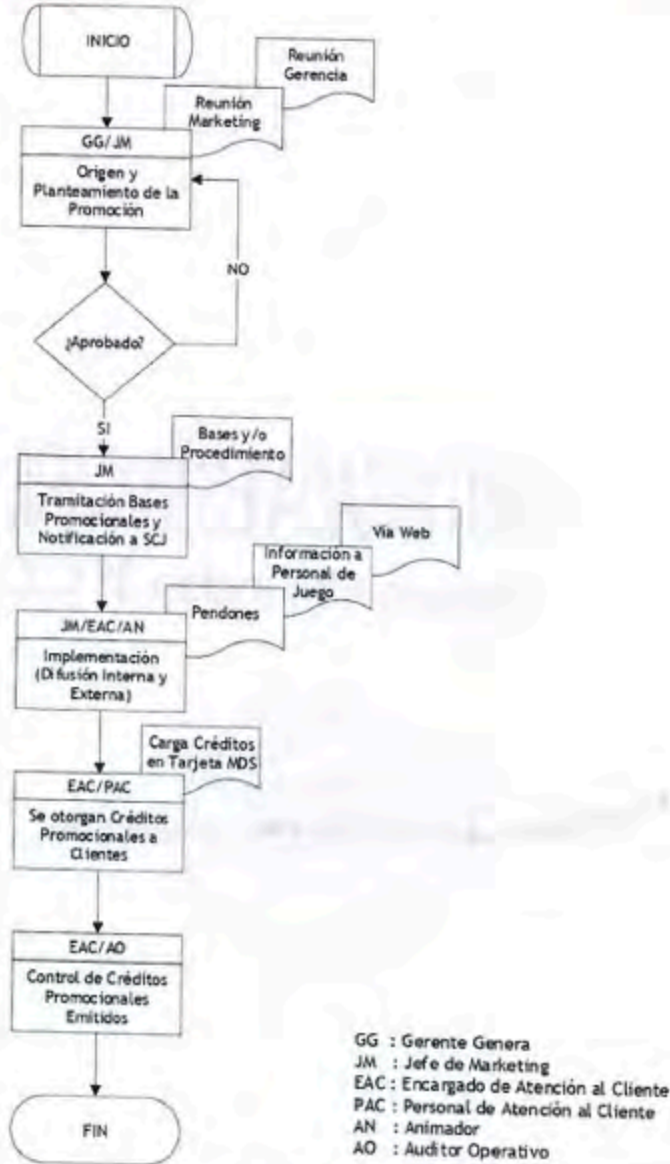 INICIO
Reunión
Gerencia
Reunión
Marketing
GG/JM
Origen y
Planteamiento de la
Promoción
NO
¿Aprobado?
SI
Bases y/o
Procedimiento
JM
Tramitación Bases
Promocionales y
Notificación a SCJ
Vía Web
Información a
Personal de
Juego
Pendones
JM/EAC/AN
Implementación
(Difusión Interna y
Externa)
Carga Créditos
en Tarjeta MDS
EAC/PAC
Se otorgan Créditos
Promocionales a
Clientes
EAC/AO
Control de Créditos
Promocionales
Emitidos
FIN
GG : Gerente Genera
JM : Jefe de Marketing
EAC : Encargado de Atención al Cliente
PAC : Personal de Atención al Cliente
AN : Animador
AO : Auditor Operativo